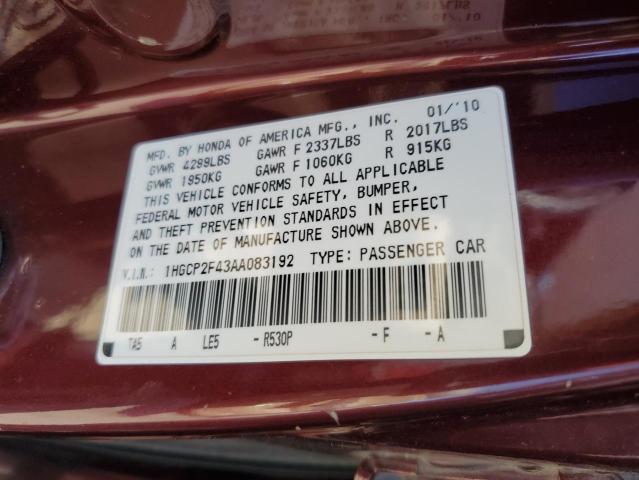 MFD. BY HONDA OF AMERICA MFG., INC. 01/'10
GVWR 4299LBS GAWR F 2337LBS R 2017LBS
GVWR 1950KG GAWR F 1060KG R 915KG
THIS VEHICLE CONFORMS TO ALL APPLICABLE
FEDERAL MOTOR VEHICLE SAFETY, BUMPER,
AND THEFT PREVENTION STANDARDS IN EFFECT
ON THE DATE OF MANUFACTURE SHOWN ABOVE.
V.I.N.: 1HGCP2F43AA083192 TYPE: PASSENGER CAR
TA5 A LE5 -R530P -F -A